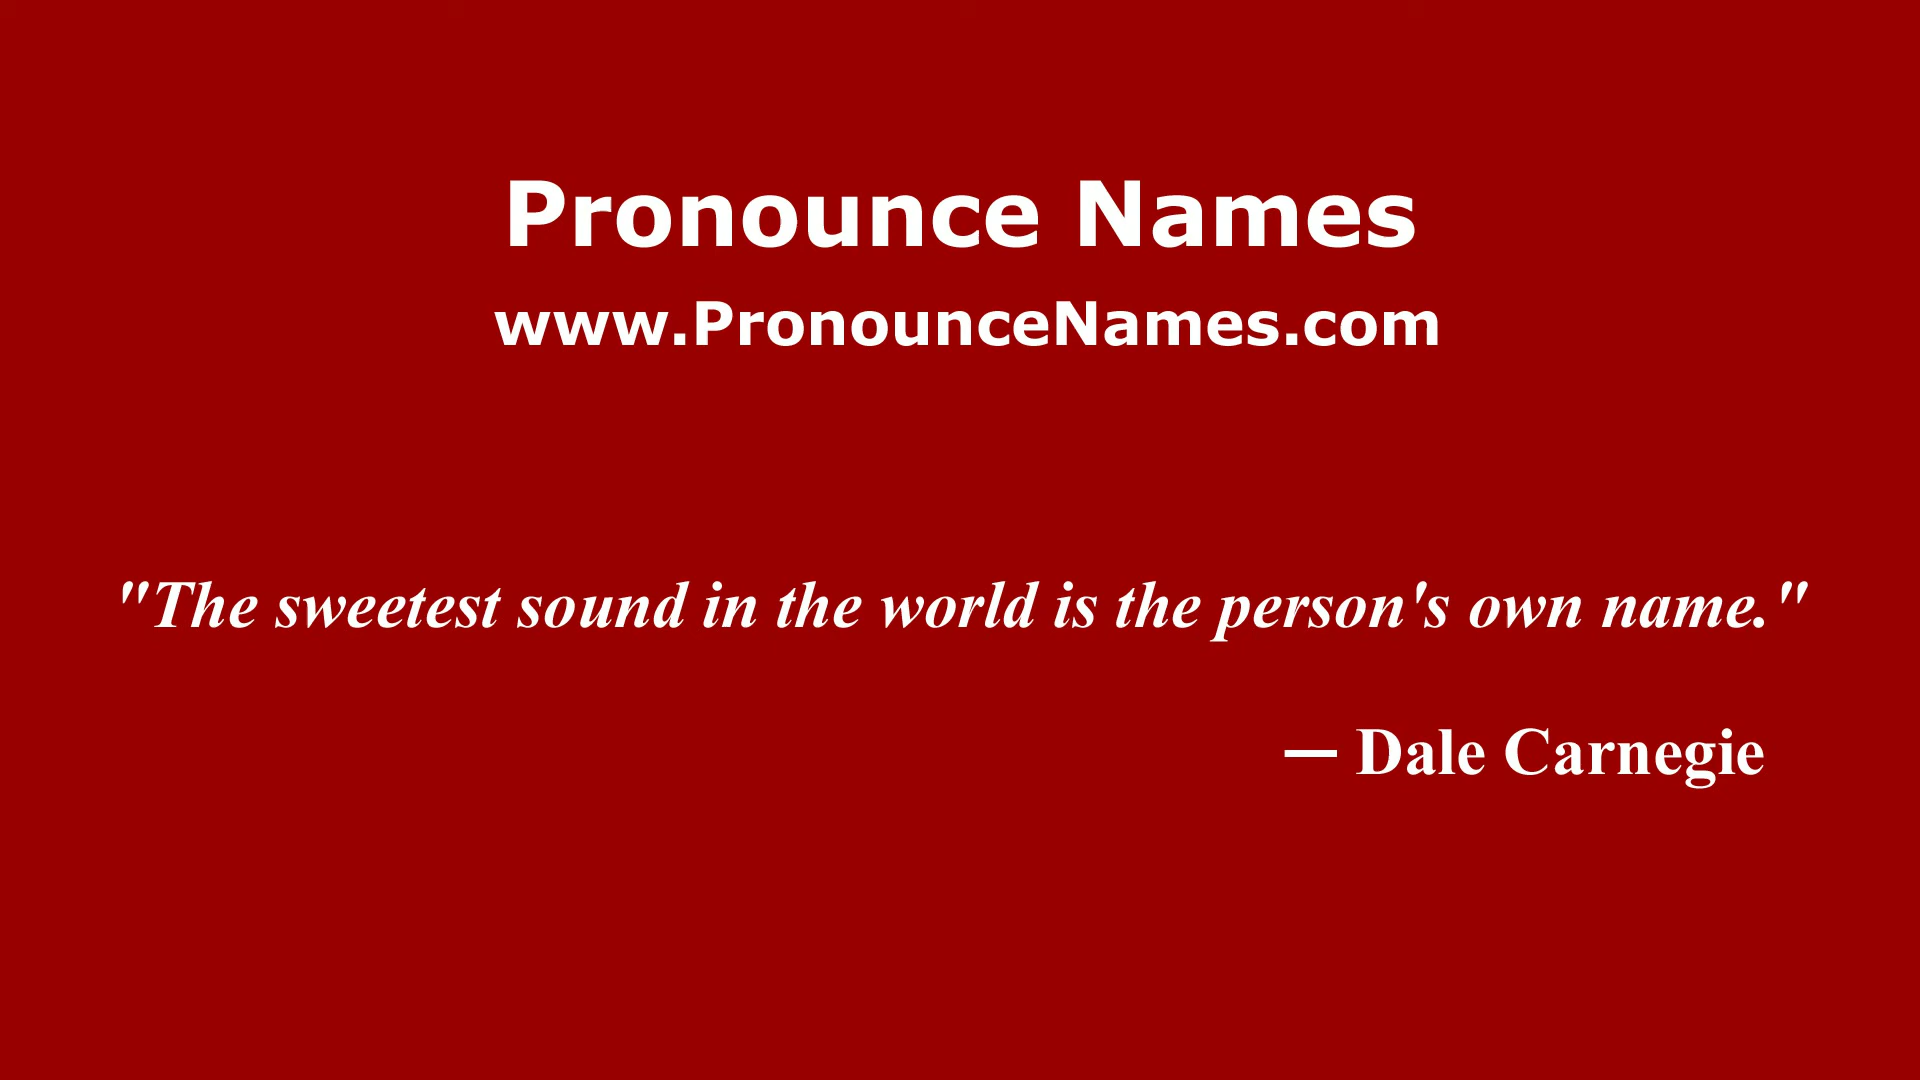 Pronounce Names
www.PronounceNames.com
"The sweetest sound in the world is the person's own name."
— Dale Carnegie